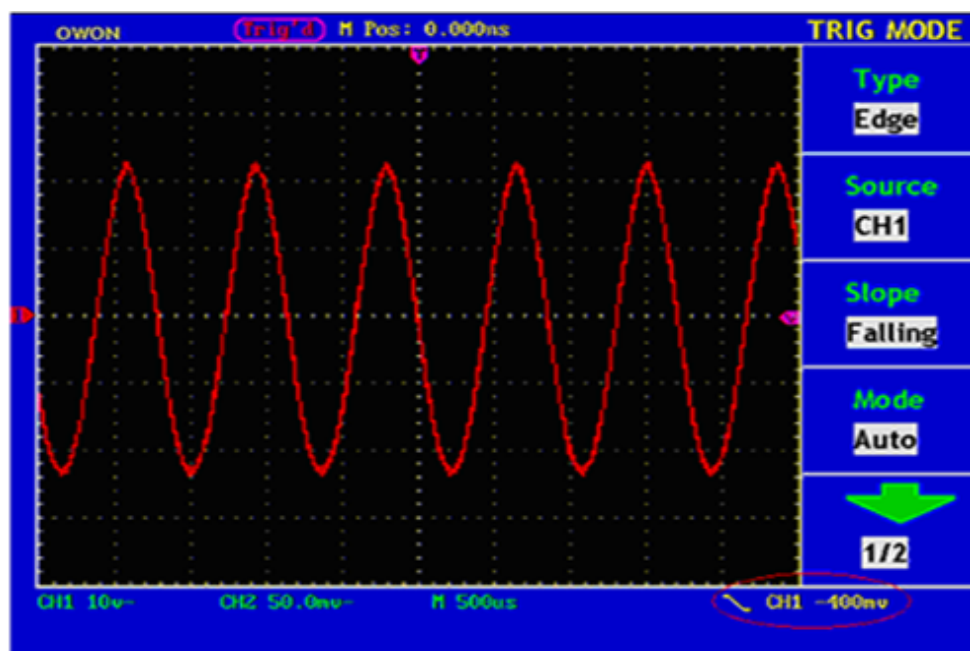 OWON Trig'd M Pos: 0.000ns TRIG MODE
Type
Edge
Source
CH1
Slope
Falling
Mode
Auto
1/2
1
CH1 10v~ CH2 50.0mv~ M 500us CH1 -400mv